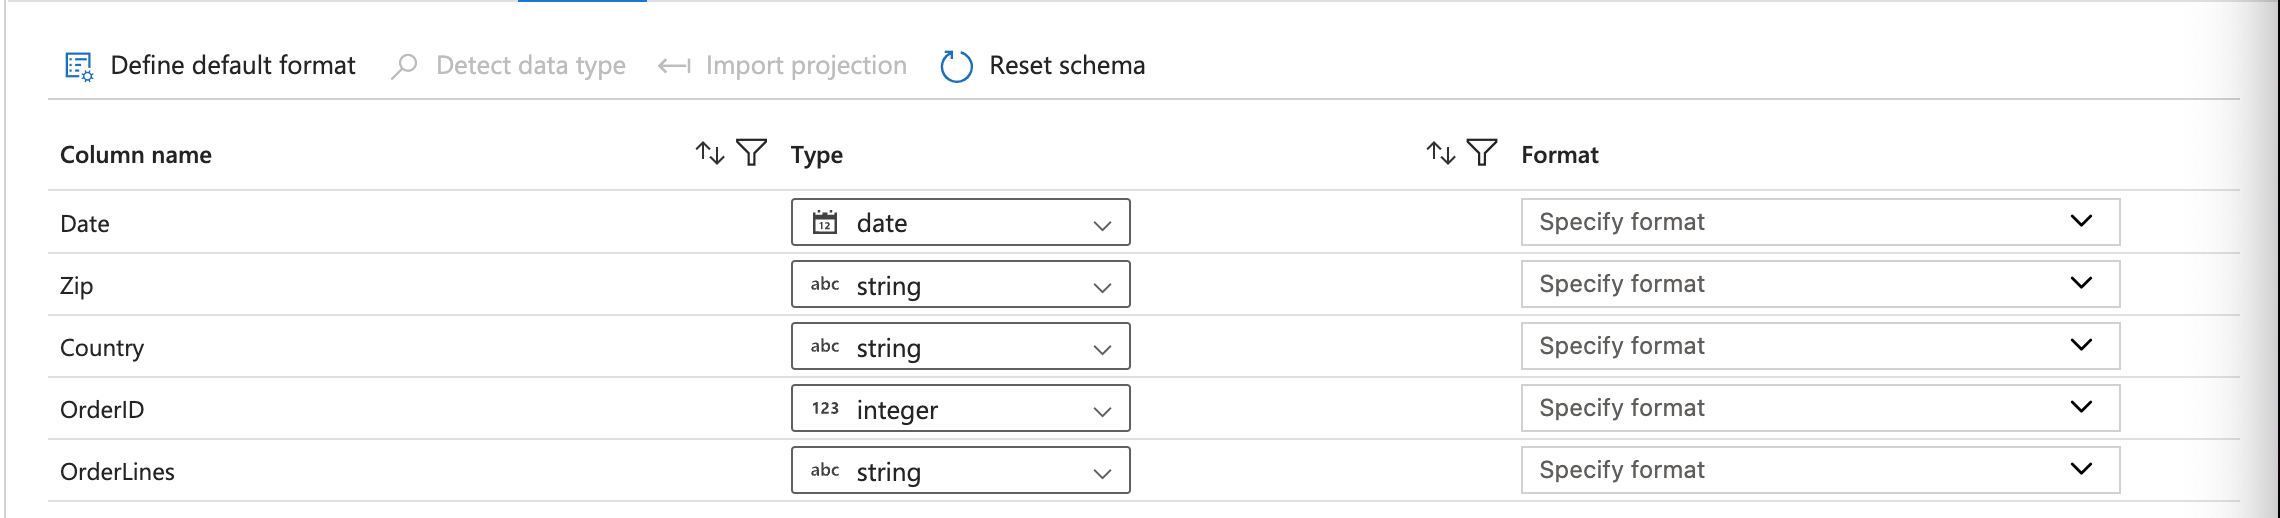 Define default format Detect data type Import projection Reset schema
Column name Type Format
Date 12 date Specify format
Zip abc string Specify format
Country abc string Specify format
OrderID 123 integer Specify format
OrderLines abc string Specify format